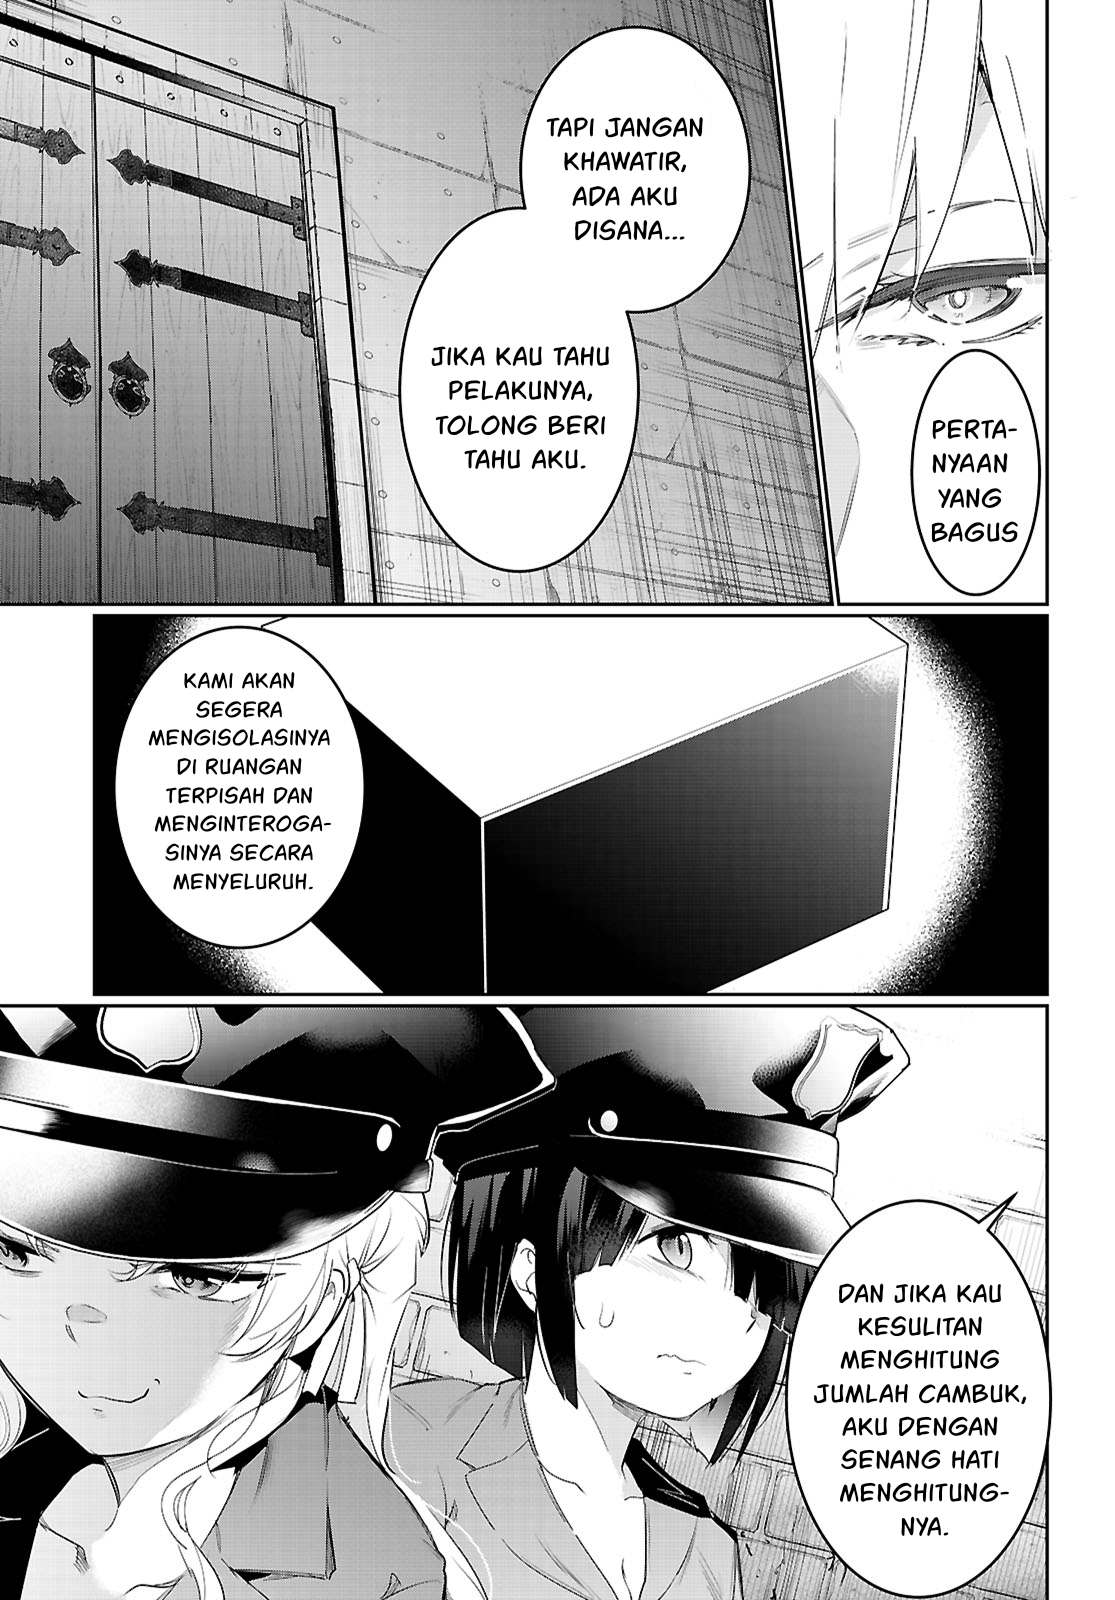 PERTA-
NYAAN
YANG
BAGUS
TAPI JANGAN
KHAWATIR,
ADA AKU
DISANA...
JIKA KAU TAHU
PELAKUNYA,
TOLONG BERI
TAHU AKU.
KAMI AKAN
SEGERA
MENGISOLASINYA
DI RUANGAN
TERPISAH DAN
MENGINTEROGA-
SINYA SECARA
MENYELURUH.
DAN JIKA KAU
KESULITAN
MENGHITUNG
JUMLAH CAMBUK,
AKU DENGAN
SENANG HATI
MENGHITUNG-
NYA.